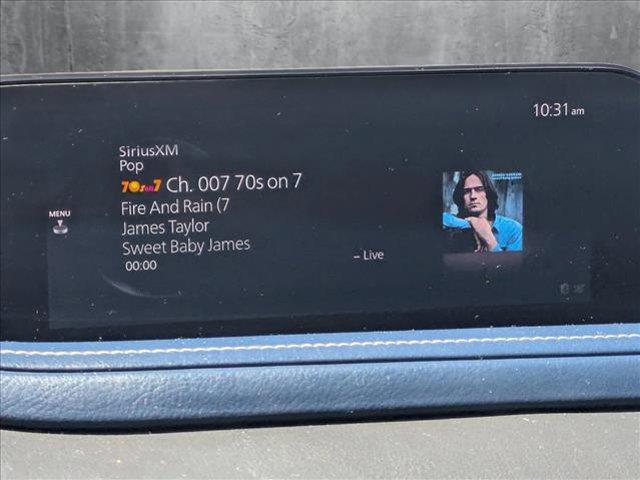 10:31 am
SiriusXM
Pop
70s on 7 Ch. 007 70s on 7
MENU
Fire And Rain (7
James Taylor
Sweet Baby James
00:00
– Live